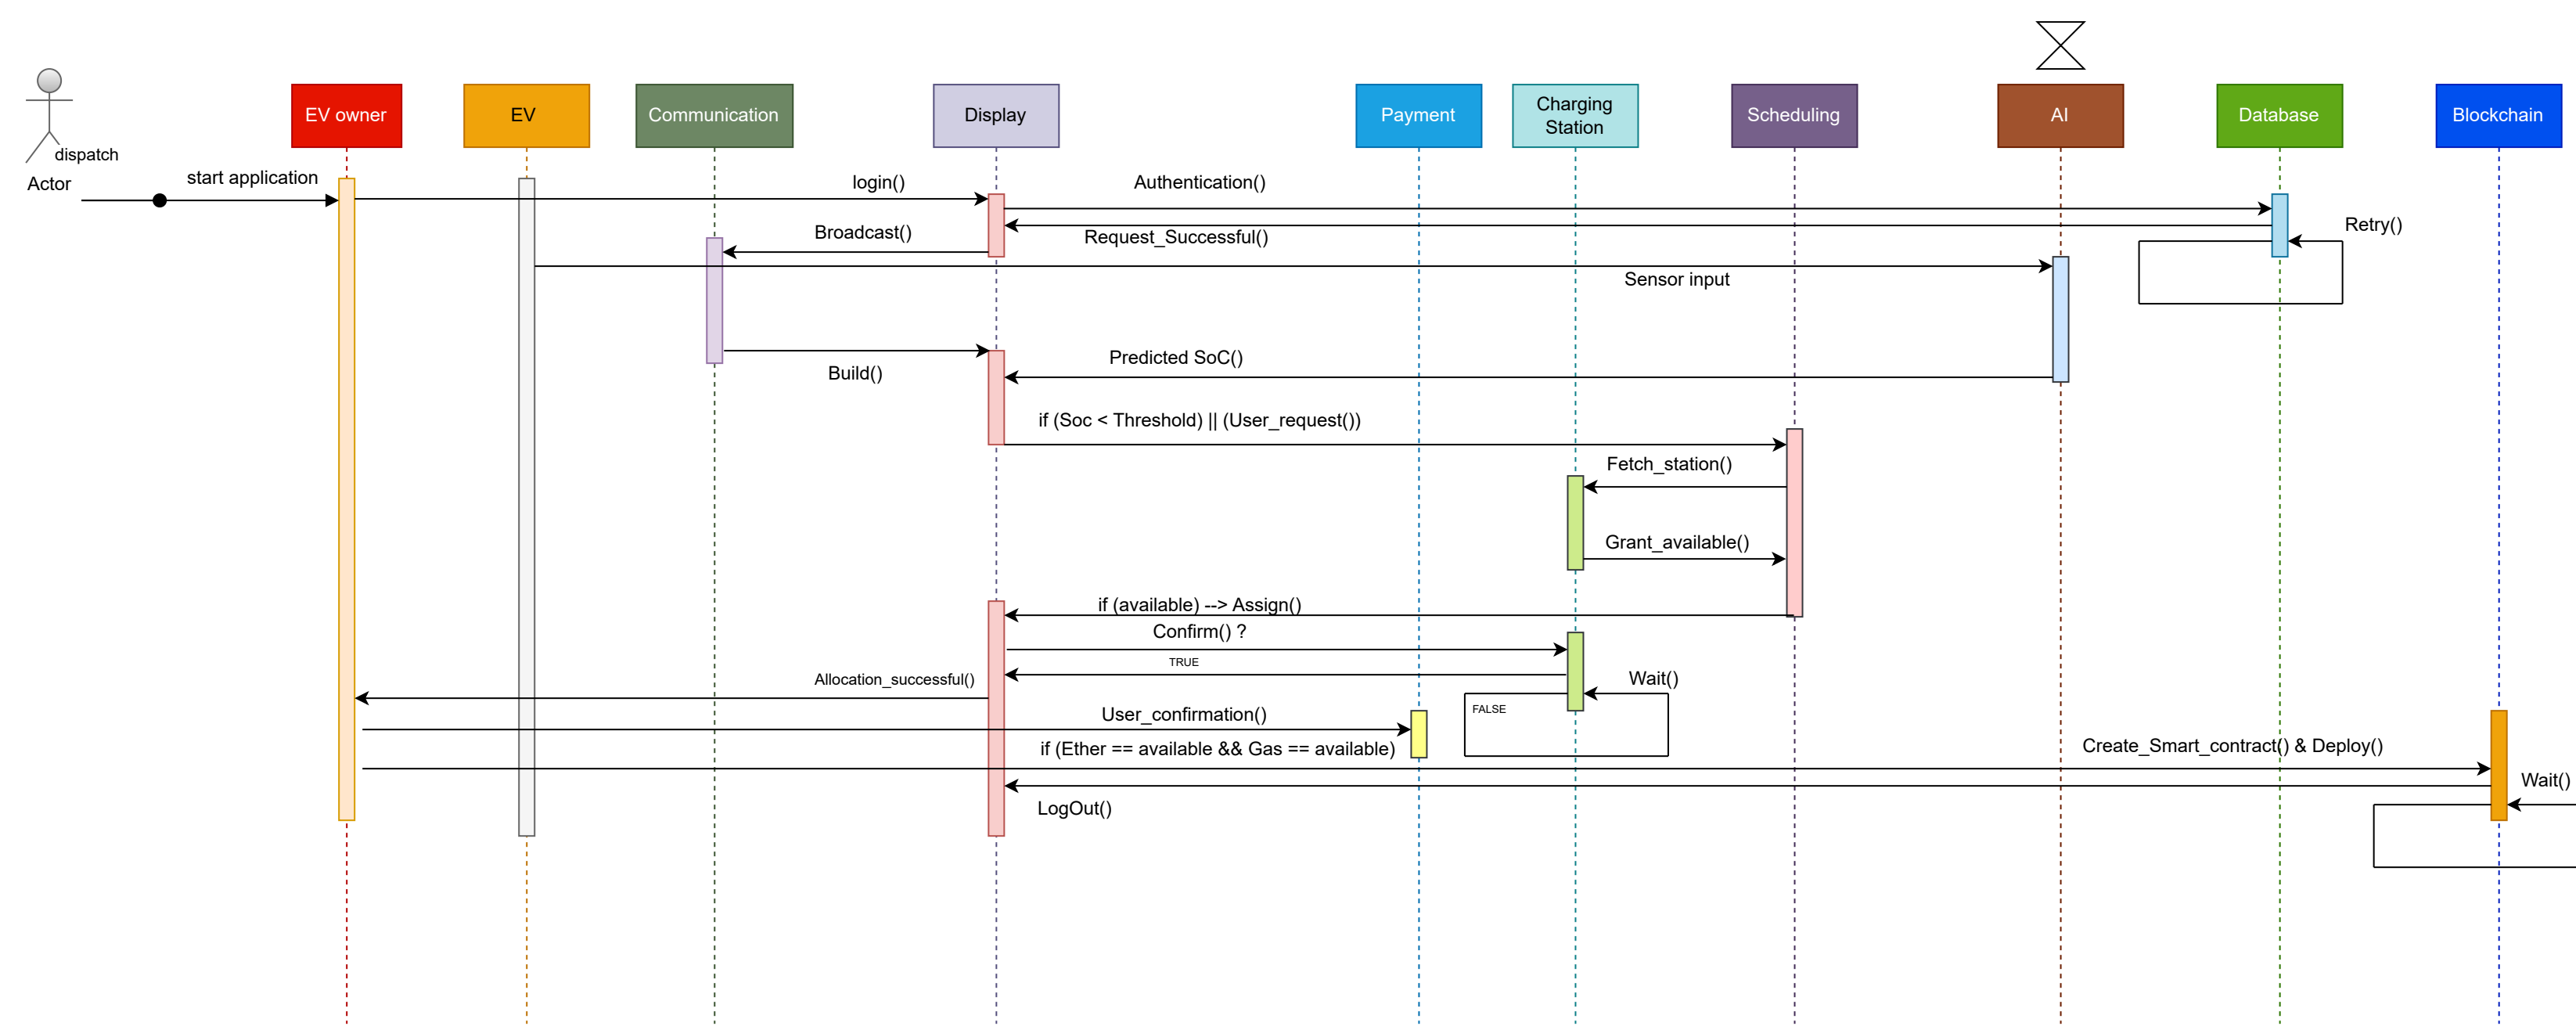 dispatch
Actor
EV owner
EV
Communication
Display
Payment
Charging
Station
Scheduling
AI
Database
Blockchain
start application
login()
Authentication()
Broadcast()
Request_Successful()
Retry()
Sensor input
Build()
Predicted SoC()
if (Soc < Threshold) || (User_request())
Fetch_station()
Grant_available()
if (available) --> Assign()
Confirm() ?
TRUE
Allocation_successful()
Wait()
FALSE
User_confirmation()
if (Ether == available && Gas == available)
Create_Smart_contract() & Deploy()
Wait()
LogOut()